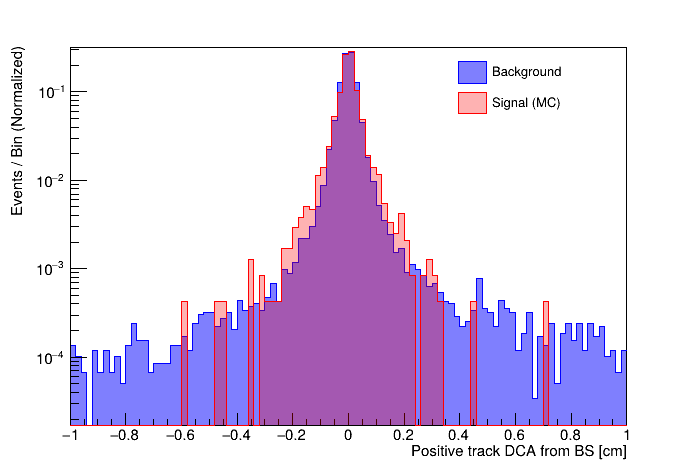 Events / Bin (Normalized)
10⁻¹
10⁻²
10⁻³
10⁻⁴
Background
Signal (MC)
−1 −0.8 −0.6 −0.4 −0.2 0 0.2 0.4 0.6 0.8 1
Positive track DCA from BS [cm]